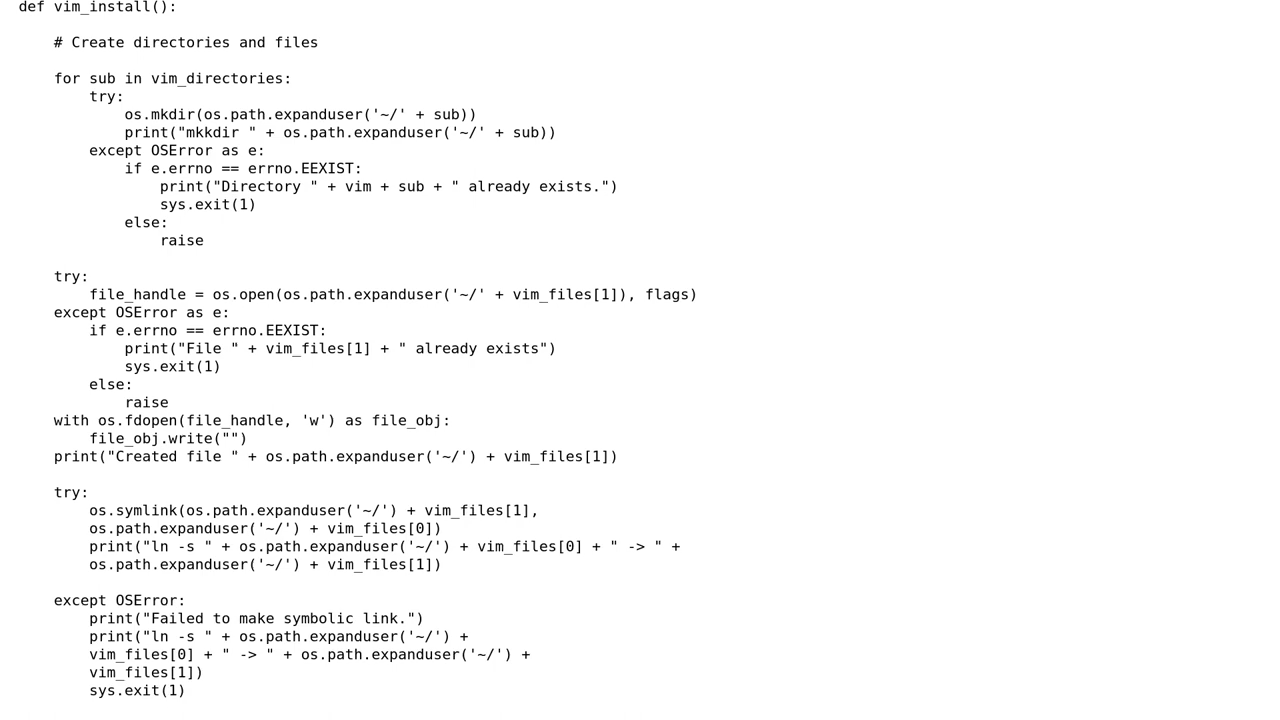 def vim_install():

    # Create directories and files

    for sub in vim_directories:
        try:
            os.mkdir(os.path.expanduser('~/' + sub))
            print("mkkdir " + os.path.expanduser('~/' + sub))
        except OSError as e:
            if e.errno == errno.EEXIST:
                print("Directory " + vim + sub + " already exists.")
                sys.exit(1)
            else:
                raise

    try:
        file_handle = os.open(os.path.expanduser('~/' + vim_files[1]), flags)
    except OSError as e:
        if e.errno == errno.EEXIST:
            print("File " + vim_files[1] + " already exists")
            sys.exit(1)
        else:
            raise
    with os.fdopen(file_handle, 'w') as file_obj:
        file_obj.write("")
    print("Created file " + os.path.expanduser('~/') + vim_files[1])

    try:
        os.symlink(os.path.expanduser('~/') + vim_files[1],
        os.path.expanduser('~/') + vim_files[0])
        print("ln -s " + os.path.expanduser('~/') + vim_files[0] + " -> " +
        os.path.expanduser('~/') + vim_files[1])

    except OSError:
        print("Failed to make symbolic link.")
        print("ln -s " + os.path.expanduser('~/') +
        vim_files[0] + " -> " + os.path.expanduser('~/') +
        vim_files[1])
        sys.exit(1)